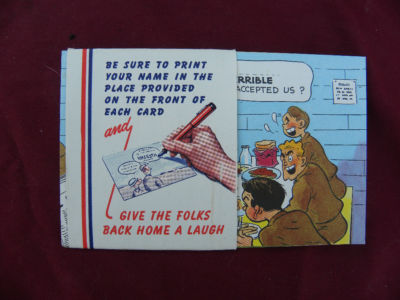 BE SURE TO PRINT
YOUR NAME IN THE
PLACE PROVIDED
ON THE FRONT OF
EACH CARD
and
GIVE THE FOLKS
BACK HOME A LAUGH
ERRIBLE
ACCEPTED US ?